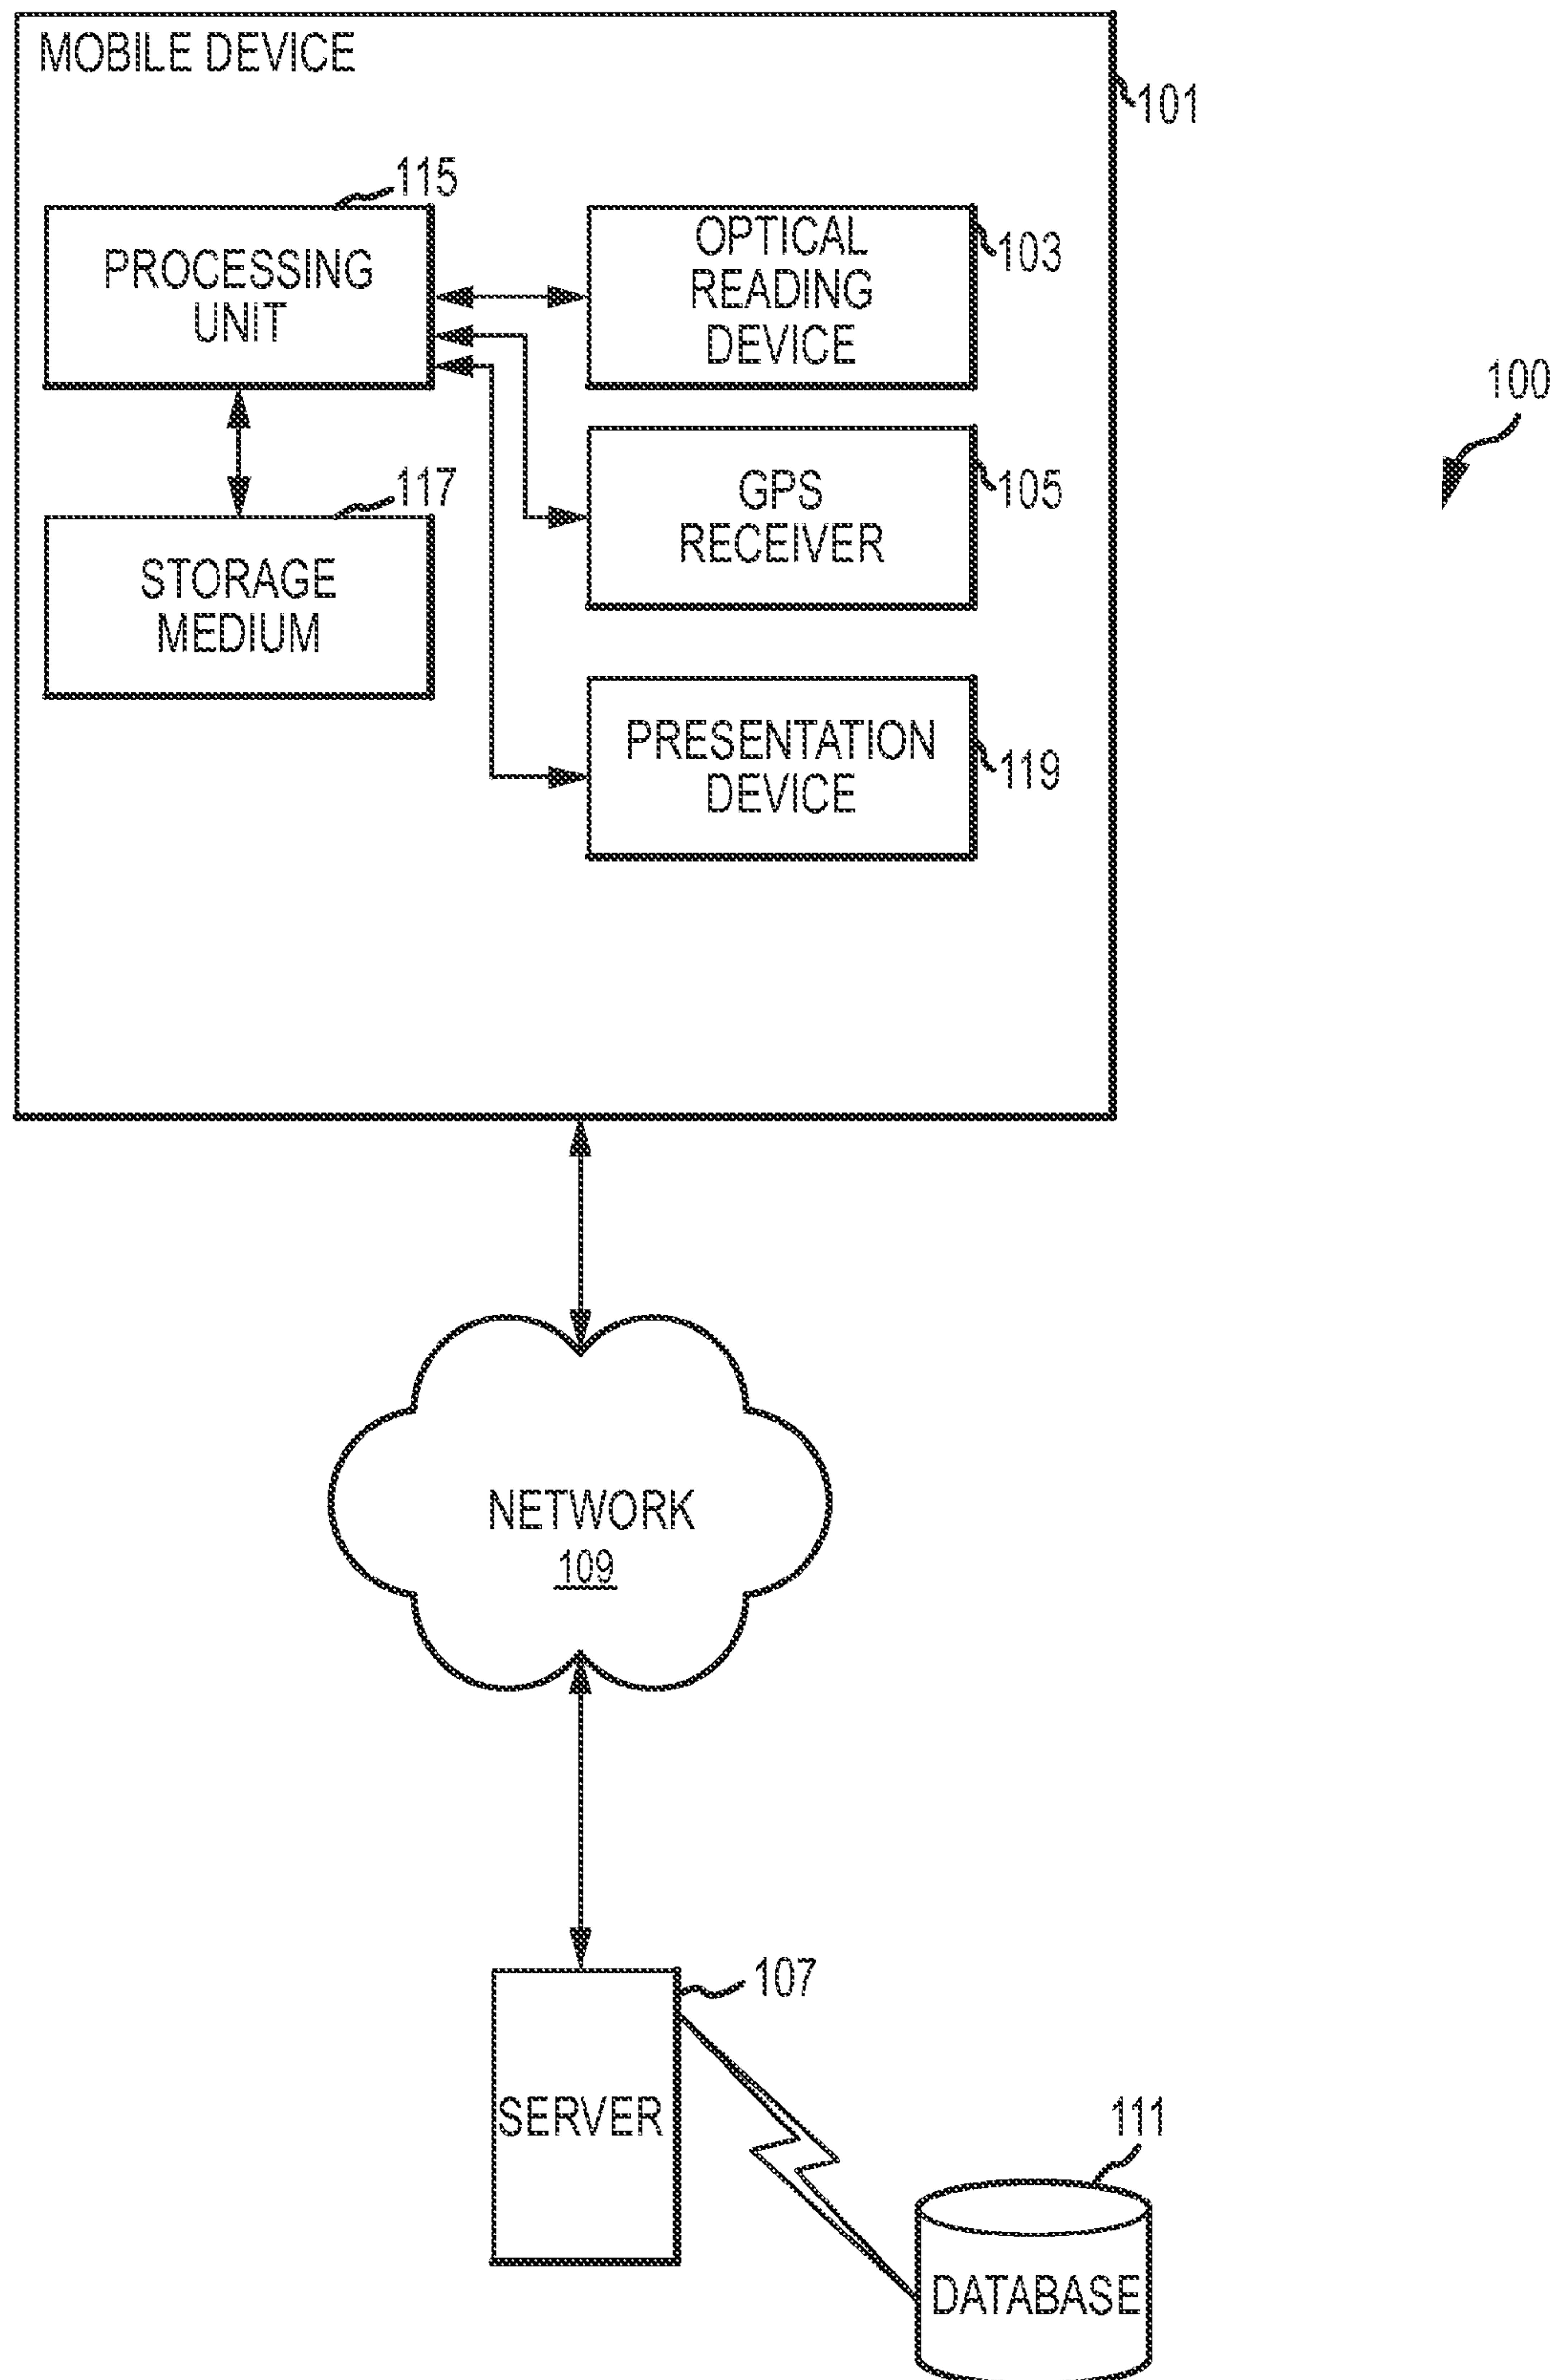 MOBILE DEVICE
101
115
PROCESSING
UNIT
OPTICAL
READING
DEVICE
103
100
117
STORAGE
MEDIUM
GPS
RECEIVER
105
PRESENTATION
DEVICE
119
NETWORK
109
107
SERVER
111
DATABASE